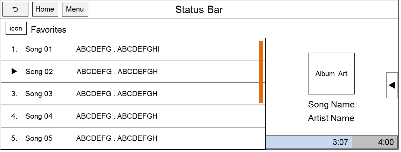 Home Menu Status Bar
icon Favorites
1. Song 01 ABCDEFG . ABCDEFGHI
Song 02 ABCDEFG . ABCDEFGH
3. Song 03 ABCDEFG . ABCDEFGH
4. Song 04 ABCDEFG . ABCDEFGH
5. Song 05 ABCDEFG . ABCDEFGH
Album Art
Song Name
Artist Name
3:07 4:00